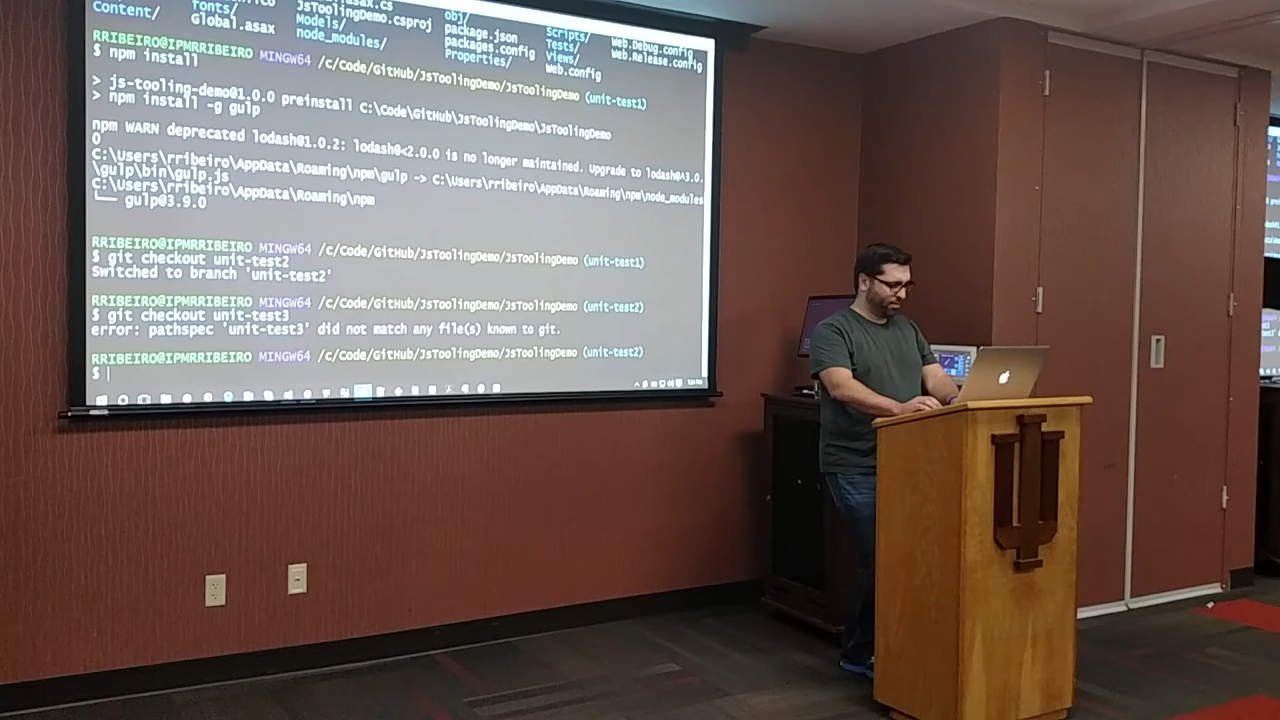 Content/ fonts/ JsToolingDemo.csproj obj/ Scripts/
Global.asax Models/ package.json Tests/ Web.Debug.config
node_modules/ packages.config Views/ Web.Release.config
Properties/ Web.config
RRIBEIRO@IPMRRIBEIRO MINGW64 /c/Code/GitHub/JsToolingDemo/JsToolingDemo (unit-test1)
$ npm install
> js-tooling-demo@1.0.0 preinstall C:\Code\GitHub\JsToolingDemo\JsToolingDemo
> npm install -g gulp
npm WARN deprecated lodash@1.0.2: lodash@<2.0.0 is no longer maintained. Upgrade to lodash@^3.0.
0
C:\Users\rribeiro\AppData\Roaming\npm\gulp -> C:\Users\rribeiro\AppData\Roaming\npm\node_modules
\gulp\bin\gulp.js
C:\Users\rribeiro\AppData\Roaming\npm
└── gulp@3.9.0
RRIBEIRO@IPMRRIBEIRO MINGW64 /c/Code/GitHub/JsToolingDemo/JsToolingDemo (unit-test1)
$ git checkout unit-test2
Switched to branch 'unit-test2'
RRIBEIRO@IPMRRIBEIRO MINGW64 /c/Code/GitHub/JsToolingDemo/JsToolingDemo (unit-test2)
$ git checkout unit-test3
error: pathspec 'unit-test3' did not match any file(s) known to git.
RRIBEIRO@IPMRRIBEIRO MINGW64 /c/Code/GitHub/JsToolingDemo/JsToolingDemo (unit-test2)
$